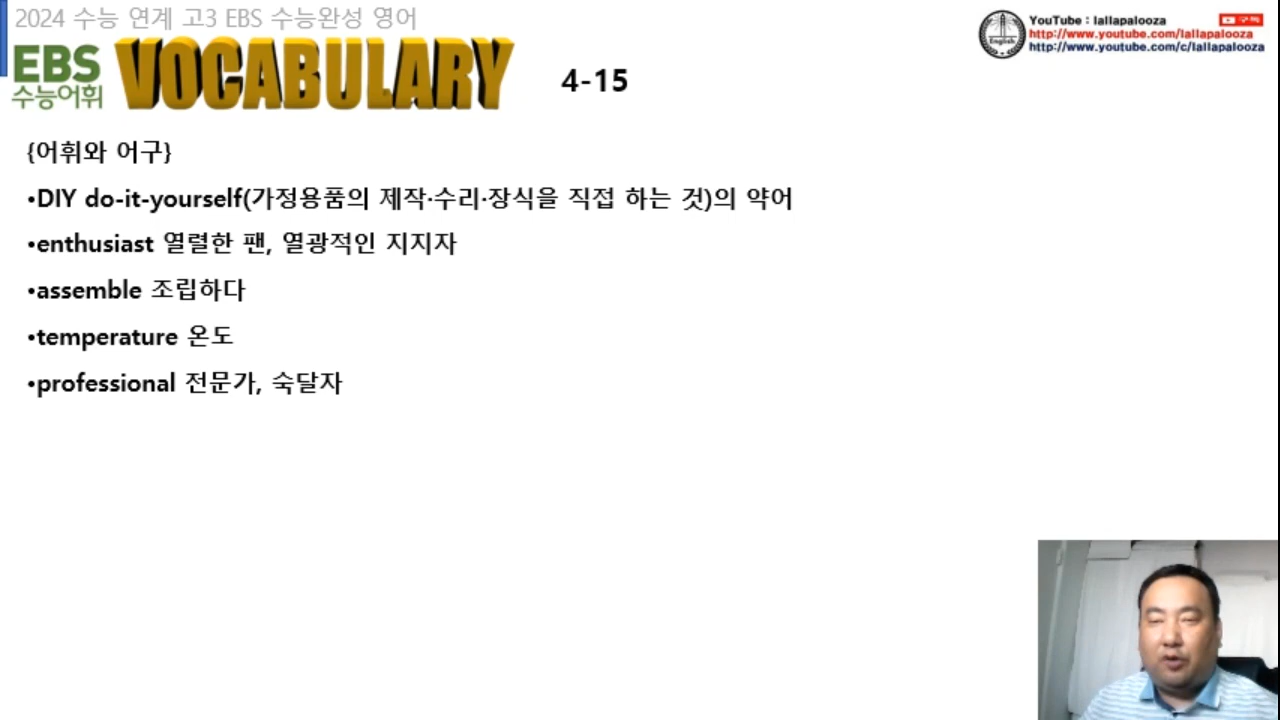 2024 수능 연계 고3 EBS 수능완성 영어
EBS
수능어휘
VOCABULARY
4-15
English
YouTube : lallapalooza
구독
http://www.youtube.com/lallapalooza
http://www.youtube.com/c/lallapalooza
{어휘와 어구}
•DIY do-it-yourself(가정용품의 제작·수리·장식을 직접 하는 것)의 약어
•enthusiast 열렬한 팬, 열광적인 지지자
•assemble 조립하다
•temperature 온도
•professional 전문가, 숙달자